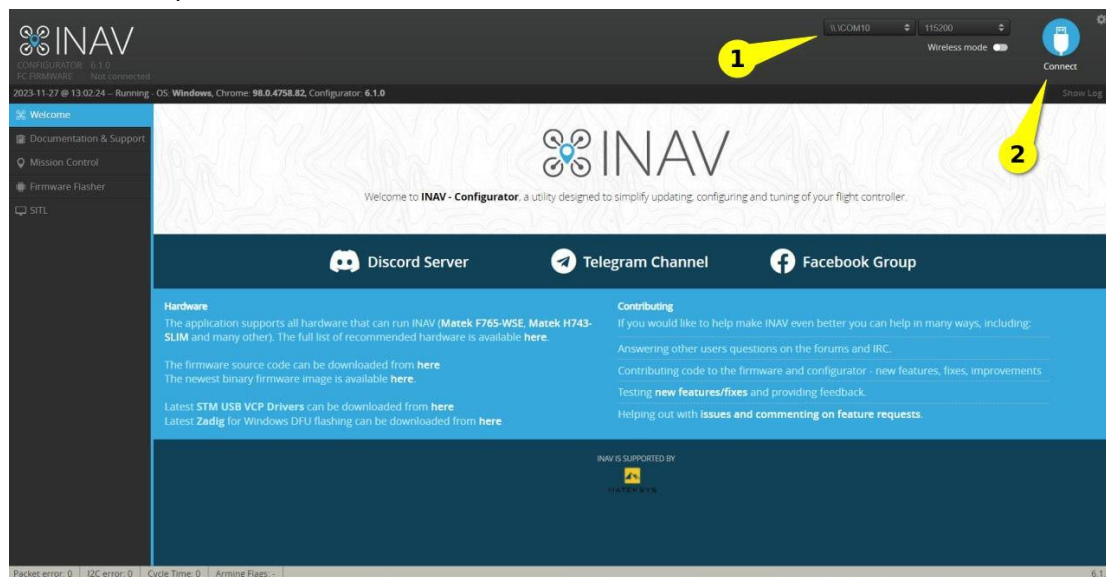 INAV
CONFIGURATOR 6.1.0
FC FIRMWARE Not connected
\\.\COM10
115200
Wireless mode
Connect
1
2
2023-11-27 @ 13:02:24 -- Running - OS: Windows, Chrome: 98.0.4758.82, Configurator: 6.1.0
Show Log
Welcome
Documentation & Support
Mission Control
Firmware Flasher
SITL
INAV
Welcome to INAV - Configurator, a utility designed to simplify updating, configuring and tuning of your flight controller.
Discord Server
Telegram Channel
Facebook Group
Hardware
The application supports all hardware that can run INAV (Matek F765-WSE, Matek H743-
SLIM and many other). The full list of recommended hardware is available here.
The firmware source code can be downloaded from here
The newest binary firmware image is available here.
Latest STM USB VCP Drivers can be downloaded from here
Latest Zadig for Windows DFU flashing can be downloaded from here
Contributing
If you would like to help make INAV even better you can help in many ways, including:
Answering other users questions on the forums and IRC.
Contributing code to the firmware and configurator - new features, fixes, improvements
Testing new features/fixes and providing feedback.
Helping out with issues and commenting on feature requests.
INAV IS SUPPORTED BY
MATEKSYS
Packet error: 0
I2C error: 0
Cycle Time: 0
Arming Flags: -
6.1.